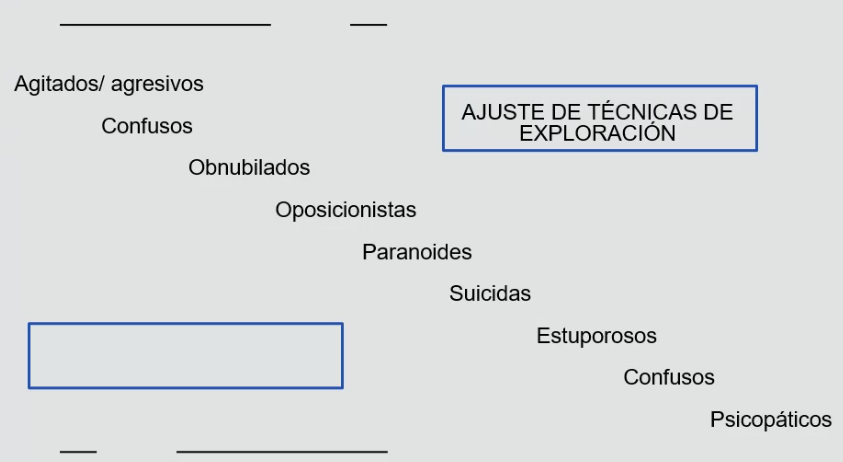 Agitados/ agresivos
AJUSTE DE TÉCNICAS DE
EXPLORACIÓN
Confusos
Obnubilados
Oposicionistas
Paranoides
Suicidas
Estuporosos
Confusos
Psicopáticos